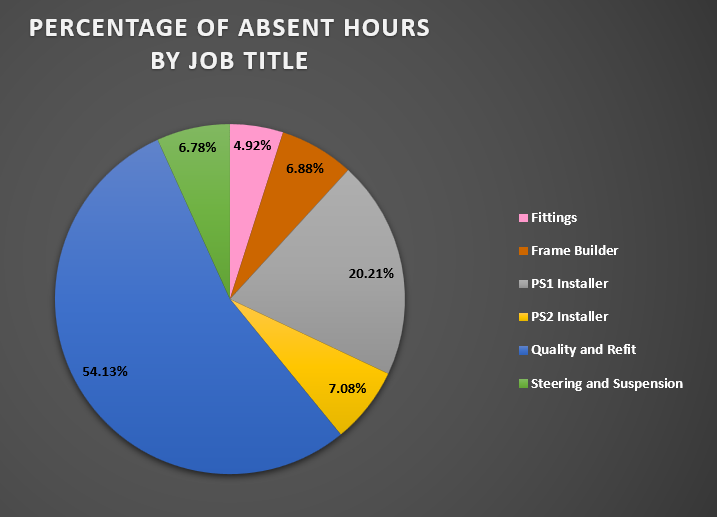 PERCENTAGE OF ABSENT HOURS
BY JOB TITLE
6.78%
4.92%
6.88%
20.21%
7.08%
54.13%
Fittings
Frame Builder
PS1 Installer
PS2 Installer
Quality and Refit
Steering and Suspension